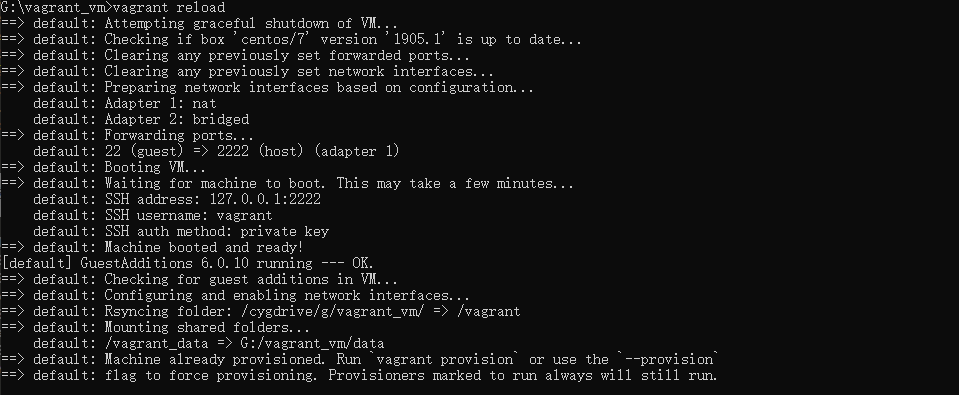 G:\vagrant_vm>vagrant reload
==> default: Attempting graceful shutdown of VM...
==> default: Checking if box 'centos/7' version '1905.1' is up to date...
==> default: Clearing any previously set forwarded ports...
==> default: Clearing any previously set network interfaces...
==> default: Preparing network interfaces based on configuration...
    default: Adapter 1: nat
    default: Adapter 2: bridged
==> default: Forwarding ports...
    default: 22 (guest) => 2222 (host) (adapter 1)
==> default: Booting VM...
==> default: Waiting for machine to boot. This may take a few minutes...
    default: SSH address: 127.0.0.1:2222
    default: SSH username: vagrant
    default: SSH auth method: private key
==> default: Machine booted and ready!
[default] GuestAdditions 6.0.10 running --- OK.
==> default: Checking for guest additions in VM...
==> default: Configuring and enabling network interfaces...
==> default: Rsyncing folder: /cygdrive/g/vagrant_vm/ => /vagrant
==> default: Mounting shared folders...
    default: /vagrant_data => G:/vagrant_vm/data
==> default: Machine already provisioned. Run `vagrant provision` or use the `--provision`
==> default: flag to force provisioning. Provisioners marked to run always will still run.